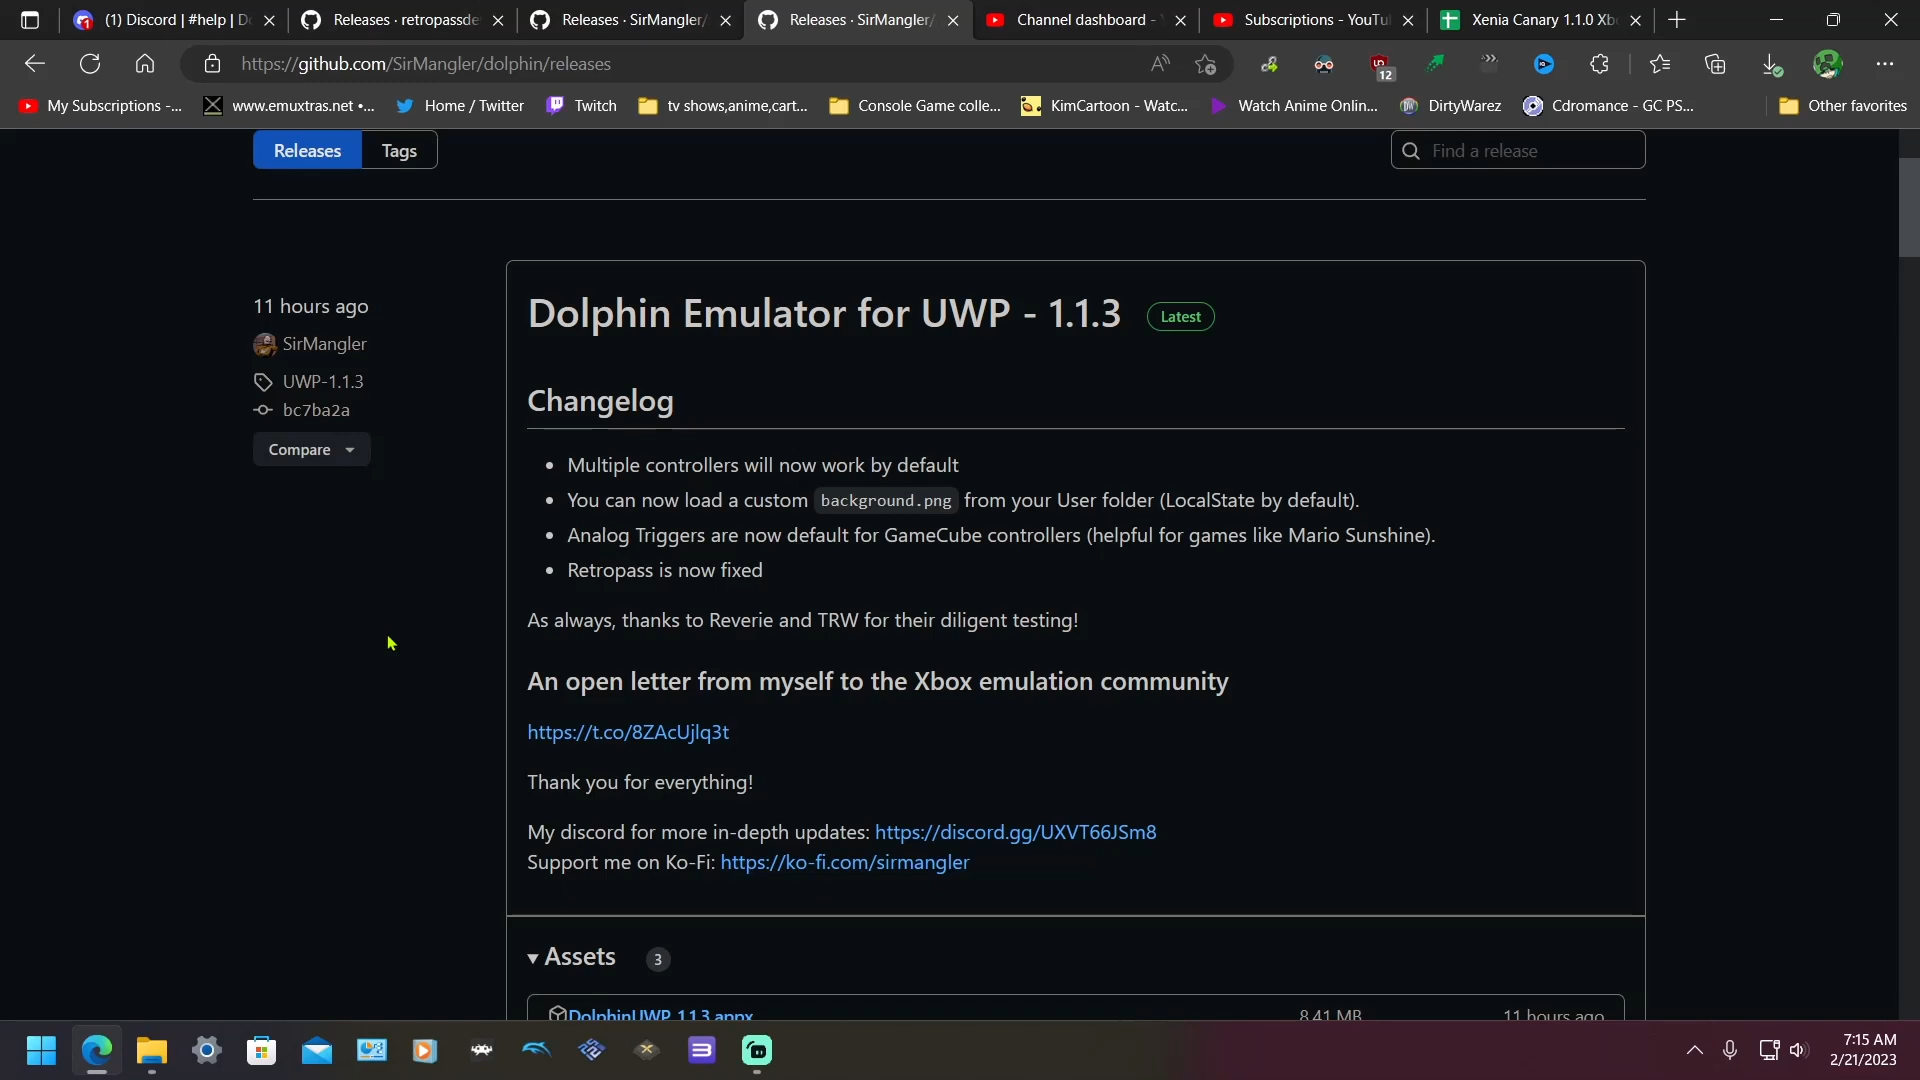 (1) Discord | #help | D
Releases · retropassde
Releases · SirMangler/
Releases · SirMangler/
Channel dashboard -
Subscriptions - YouTu
Xenia Canary 1.1.0 Xb
https://github.com/SirMangler/dolphin/releases
12
My Subscriptions -...
www.emuxtras.net •...
Home / Twitter
Twitch
tv shows,anime,cart...
Console Game colle...
KimCartoon - Watc...
Watch Anime Onlin...
DirtyWarez
Cdromance - GC PS...
Other favorites
Releases
Tags
Find a release
11 hours ago
SirMangler
UWP-1.1.3
bc7ba2a
Compare
Dolphin Emulator for UWP - 1.1.3
Latest
Changelog
• Multiple controllers will now work by default
• You can now load a custom background.png from your User folder (LocalState by default).
• Analog Triggers are now default for GameCube controllers (helpful for games like Mario Sunshine).
• Retropass is now fixed
As always, thanks to Reverie and TRW for their diligent testing!
An open letter from myself to the Xbox emulation community
https://t.co/8ZAcUjlq3t
Thank you for everything!
My discord for more in-depth updates: https://discord.gg/UXVT66JSm8
Support me on Ko-Fi: https://ko-fi.com/sirmangler
Assets 3
DolphinUWP_1.1.3.appx
8.41 MB
11 hours ago
7:15 AM
2/21/2023